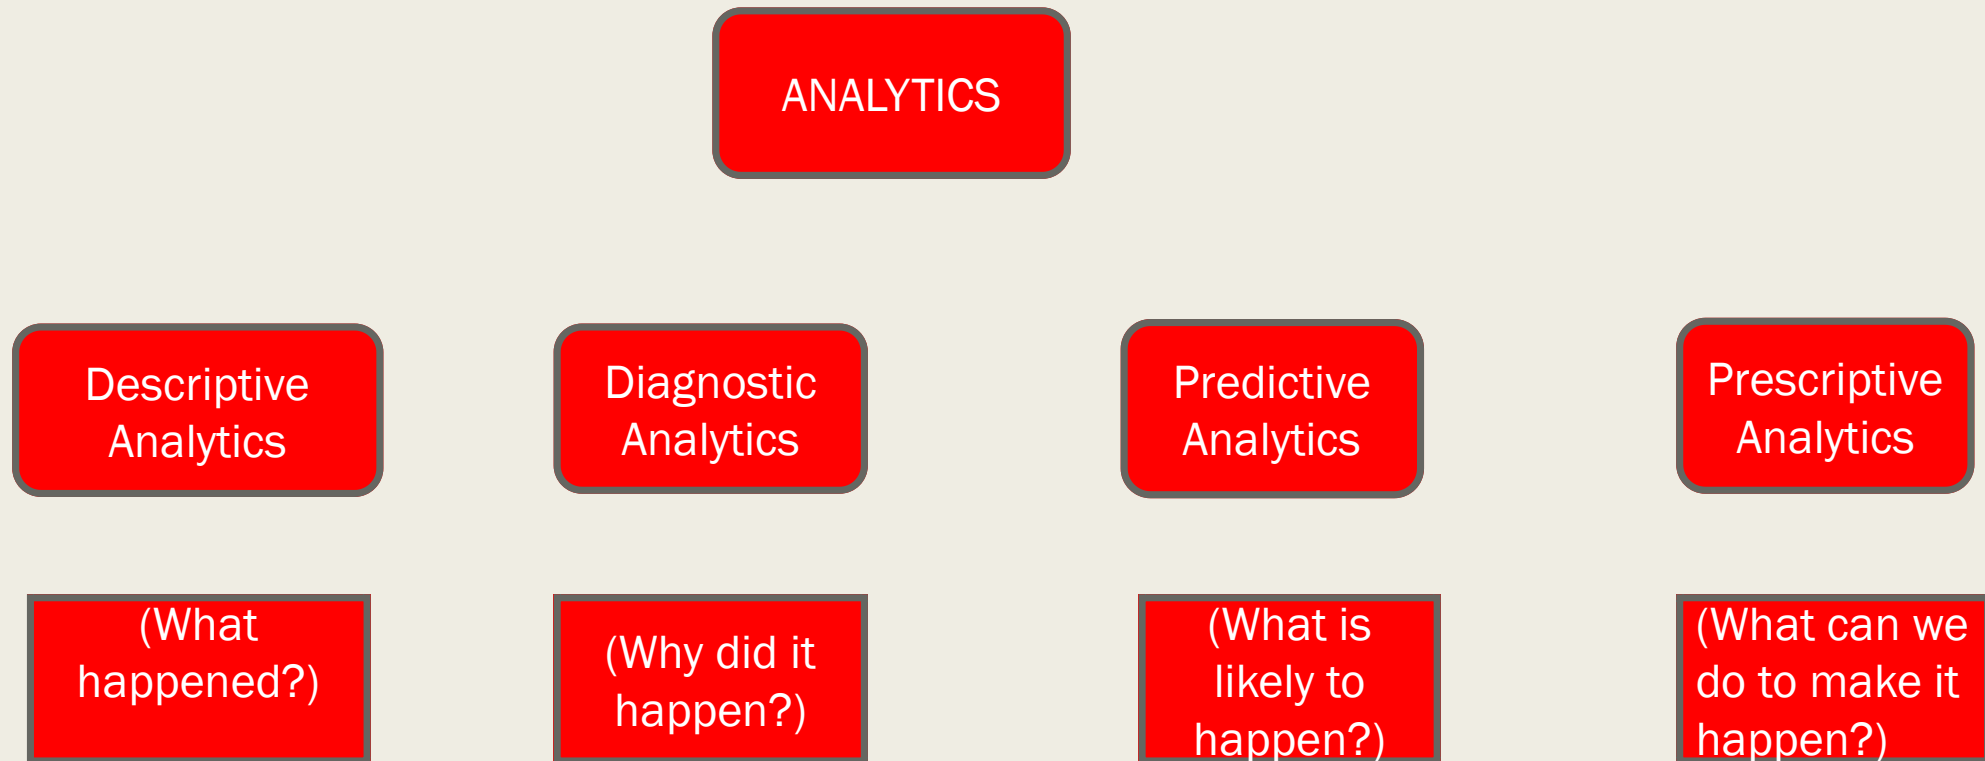 ANALYTICS
Descriptive
Analytics
Diagnostic
Analytics
Predictive
Analytics
Prescriptive
Analytics
(What
happened?)
(Why did it
happen?)
(What is
likely to
happen?)
(What can we
do to make it
happen?)